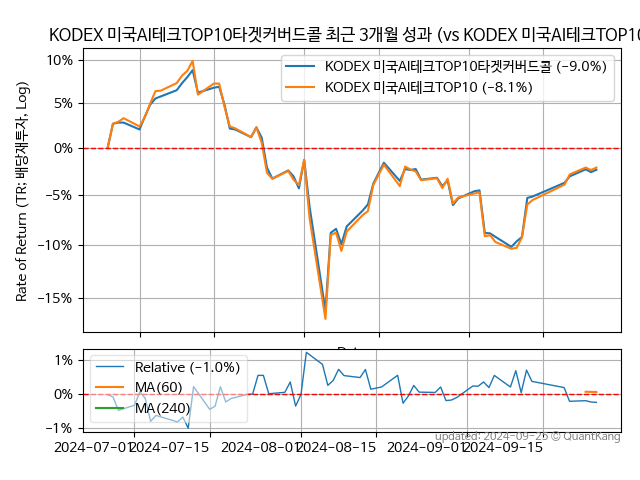 KODEX 미국AI테크TOP10타겟커버드콜 최근 3개월 성과 (vs KODEX 미국AI테크TOP10
10%
5%
0%
−5%
−10%
−15%
Rate of Return (TR: 배당재투자, Log)
KODEX 미국AI테크TOP10타겟커버드콜 (−9.0%)
KODEX 미국AI테크TOP10 (−8.1%)
1%
0%
−1%
Relative (−1.0%)
MA(60)
MA(240)
2024−07−01
2024−07−15
2024−08−01
2024−08−15
2024−09−01
2024−09−15
updated: 2024−09−25 © QuantKang